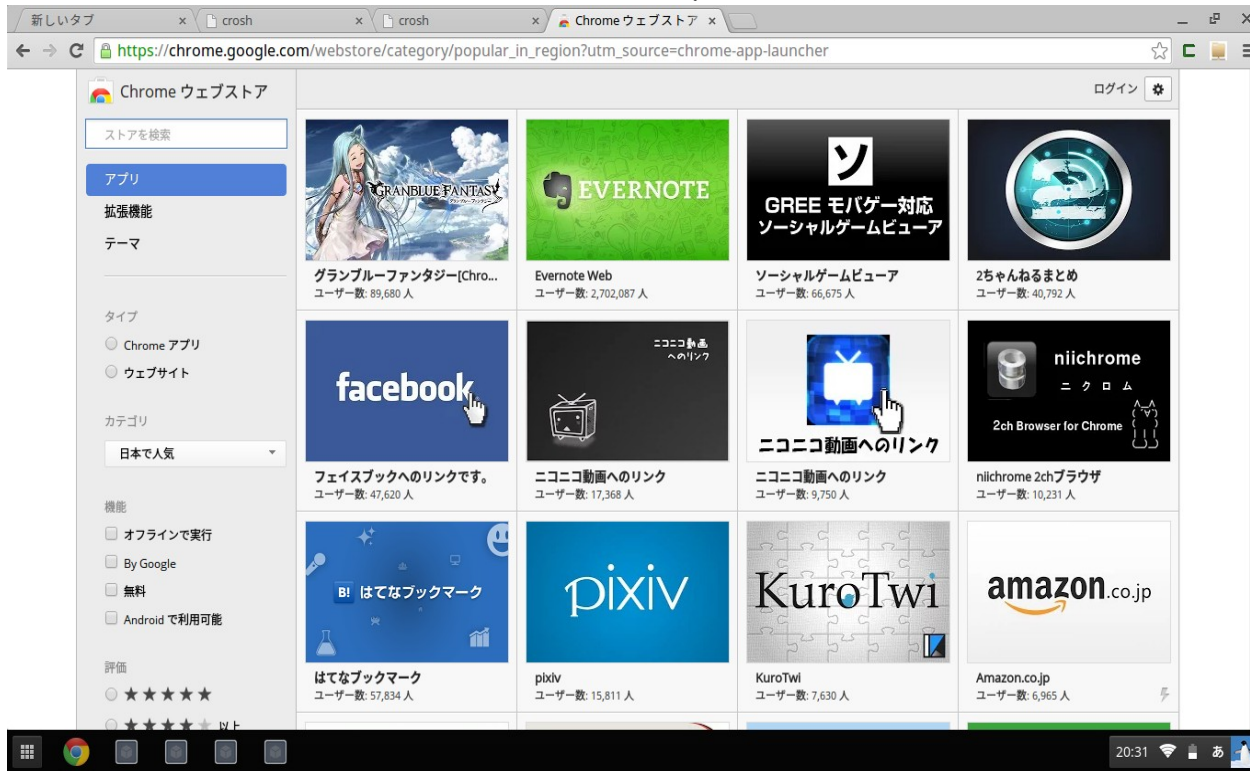 新しいタブ
crosh
crosh
Chrome ウェブストア
https://chrome.google.com/webstore/category/popular_in_region?utm_source=chrome-app-launcher
Chrome ウェブストア
ログイン
ストアを検索
アプリ
拡張機能
テーマ
タイプ
Chrome アプリ
ウェブサイト
カテゴリ
日本で人気
機能
オフラインで実行
By Google
無料
Android で利用可能
評価
以上
GRANBLUE FANTASY
グランブルーファンタジー[Chro...
ユーザー数: 89,680 人
EVERNOTE
Evernote Web
ユーザー数: 2,702,087 人
ソ
GREE モバゲー対応
ソーシャルゲームビューア
ソーシャルゲームビューア
ユーザー数: 66,675 人
2
2ちゃんねるまとめ
ユーザー数: 40,792 人
facebook
フェイスブックへのリンクです。
ユーザー数: 47,620 人
ニコニコ動画
へのリンク
ニコニコ動画へのリンク
ユーザー数: 17,368 人
ニコニコ動画へのリンク
ニコニコ動画へのリンク
ユーザー数: 9,750 人
niichrome
ニクロム
2ch Browser for Chrome
niichrome 2chブラウザ
ユーザー数: 10,231 人
B! はてなブックマーク
はてなブックマーク
ユーザー数: 57,834 人
pixiv
pixiv
ユーザー数: 15,811 人
KuroTwi
KuroTwi
ユーザー数: 7,630 人
amazon.co.jp
Amazon.co.jp
ユーザー数: 6,965 人
20:31
あ